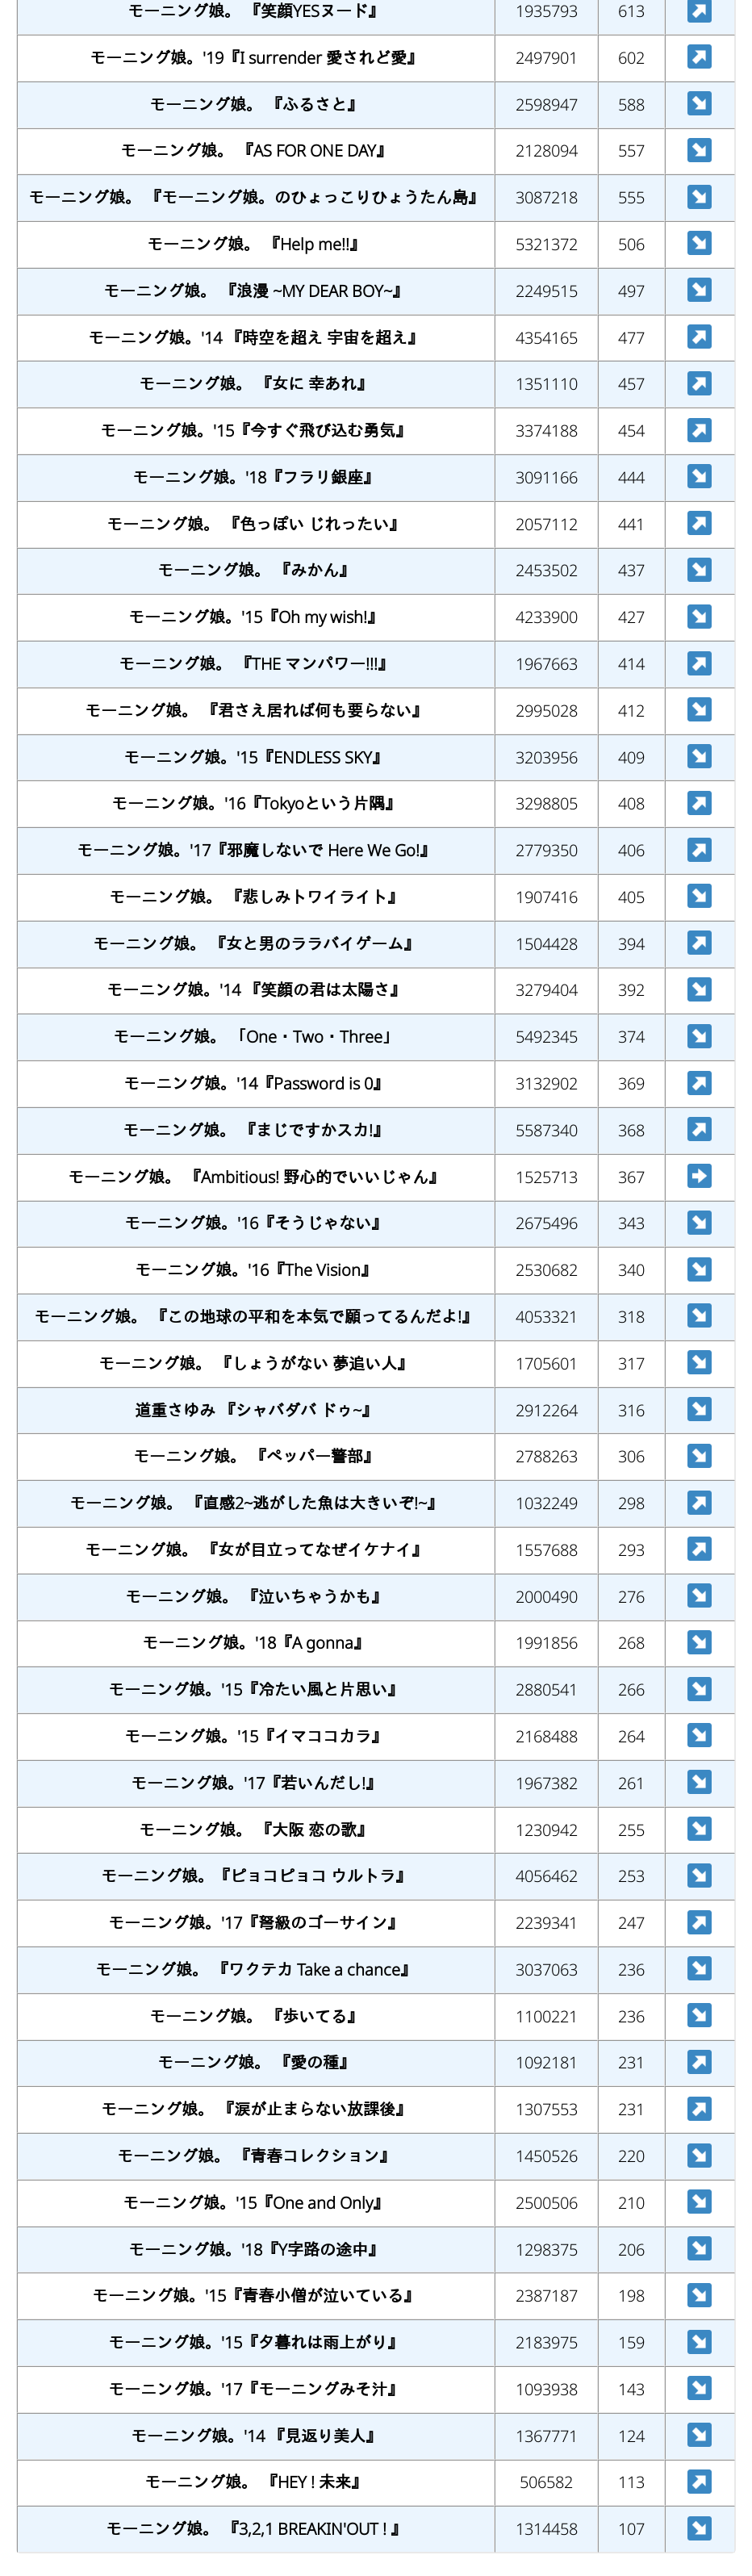 モーニング娘。 『笑顔YESヌード』 1935793 613 ↗
モーニング娘。'19『I surrender 愛されど愛』 2497901 602 ↗
モーニング娘。 『ふるさと』 2598947 588 ↘
モーニング娘。 『AS FOR ONE DAY』 2128094 557 ↘
モーニング娘。 『モーニング娘。のひょっこりひょうたん島』 3087218 555 ↘
モーニング娘。 『Help me!!』 5321372 506 ↘
モーニング娘。 『浪漫 ~MY DEAR BOY~』 2249515 497 ↘
モーニング娘。'14 『時空を超え 宇宙を超え』 4354165 477 ↗
モーニング娘。 『女に 幸あれ』 1351110 457 ↗
モーニング娘。'15『今すぐ飛び込む勇気』 3374188 454 ↗
モーニング娘。'18『フラリ銀座』 3091166 444 ↘
モーニング娘。 『色っぽい じれったい』 2057112 441 ↗
モーニング娘。 『みかん』 2453502 437 ↘
モーニング娘。'15『Oh my wish!』 4233900 427 ↘
モーニング娘。 『THE マンパワー!!!』 1967663 414 ↗
モーニング娘。 『君さえ居れば何も要らない』 2995028 412 ↘
モーニング娘。'15『ENDLESS SKY』 3203956 409 ↘
モーニング娘。'16『Tokyoという片隅』 3298805 408 ↗
モーニング娘。'17『邪魔しないで Here We Go!』 2779350 406 ↗
モーニング娘。 『悲しみトワイライト』 1907416 405 ↘
モーニング娘。 『女と男のララバイゲーム』 1504428 394 ↗
モーニング娘。'14 『笑顔の君は太陽さ』 3279404 392 ↘
モーニング娘。 「One・Two・Three」 5492345 374 ↘
モーニング娘。'14『Password is 0』 3132902 369 ↗
モーニング娘。 『まじですかスカ!』 5587340 368 ↗
モーニング娘。 『Ambitious! 野心的でいいじゃん』 1525713 367 ➡
モーニング娘。'16『そうじゃない』 2675496 343 ↘
モーニング娘。'16『The Vision』 2530682 340 ↘
モーニング娘。 『この地球の平和を本気で願ってるんだよ!』 4053321 318 ↘
モーニング娘。 『しょうがない 夢追い人』 1705601 317 ↘
道重さゆみ 『シャバダバ ドゥ~』 2912264 316 ↘
モーニング娘。 『ペッパー警部』 2788263 306 ↘
モーニング娘。 『直感2~逃がした魚は大きいぞ!~』 1032249 298 ↗
モーニング娘。 『女が目立ってなぜイケナイ』 1557688 293 ↗
モーニング娘。 『泣いちゃうかも』 2000490 276 ↘
モーニング娘。'18『A gonna』 1991856 268 ↘
モーニング娘。'15『冷たい風と片思い』 2880541 266 ↘
モーニング娘。'15『イマココカラ』 2168488 264 ↘
モーニング娘。'17『若いんだし!』 1967382 261 ↘
モーニング娘。 『大阪 恋の歌』 1230942 255 ↘
モーニング娘。『ピョコピョコ ウルトラ』 4056462 253 ↘
モーニング娘。'17『弩級のゴーサイン』 2239341 247 ↗
モーニング娘。 『ワクテカ Take a chance』 3037063 236 ↘
モーニング娘。 『歩いてる』 1100221 236 ↘
モーニング娘。 『愛の種』 1092181 231 ↗
モーニング娘。 『涙が止まらない放課後』 1307553 231 ↗
モーニング娘。 『青春コレクション』 1450526 220 ↘
モーニング娘。'15『One and Only』 2500506 210 ↘
モーニング娘。'18『Y字路の途中』 1298375 206 ↘
モーニング娘。'15『青春小僧が泣いている』 2387187 198 ↘
モーニング娘。'15『夕暮れは雨上がり』 2183975 159 ↘
モーニング娘。'17『モーニングみそ汁』 1093938 143 ↘
モーニング娘。'14 『見返り美人』 1367771 124 ↘
モーニング娘。 『HEY ! 未来』 506582 113 ↗
モーニング娘。 『3,2,1 BREAKIN'OUT ! 』 1314458 107 ↘